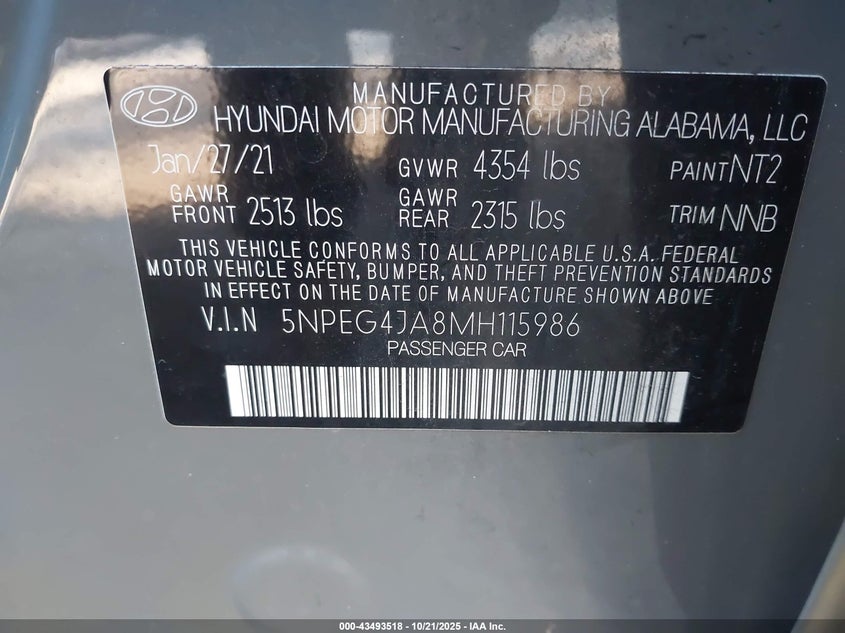 MANUFACTURED BY
HYUNDAI MOTOR MANUFACTURING ALABAMA, LLC
Jan/27/21 GVWR 4354 lbs PAINT NT2
GAWR FRONT 2513 lbs GAWR REAR 2315 lbs TRIM NNB
THIS VEHICLE CONFORMS TO ALL APPLICABLE U.S.A. FEDERAL
MOTOR VEHICLE SAFETY, BUMPER, AND THEFT PREVENTION STANDARDS
IN EFFECT ON THE DATE OF MANUFACTURE SHOWN ABOVE
V.I.N 5NPEG4JA8MH115986
PASSENGER CAR
000-43493518 - 10/21/2025 - IAA Inc.